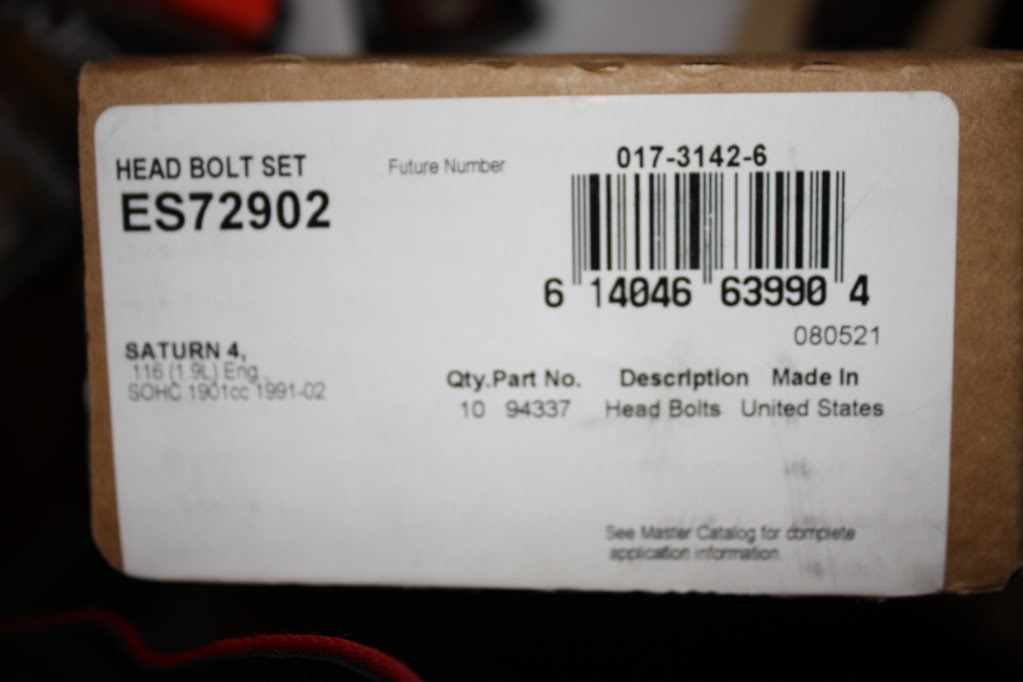 HEAD BOLT SET
ES72902
Future Number
017-3142-6
6 14046 63990 4
080521
SATURN 4,
116 (1.9L) Eng.
SOHC 1901cc 1991-02
Qty. Part No. Description Made In
10 94337 Head Bolts United States
See Master Catalog for complete
application information